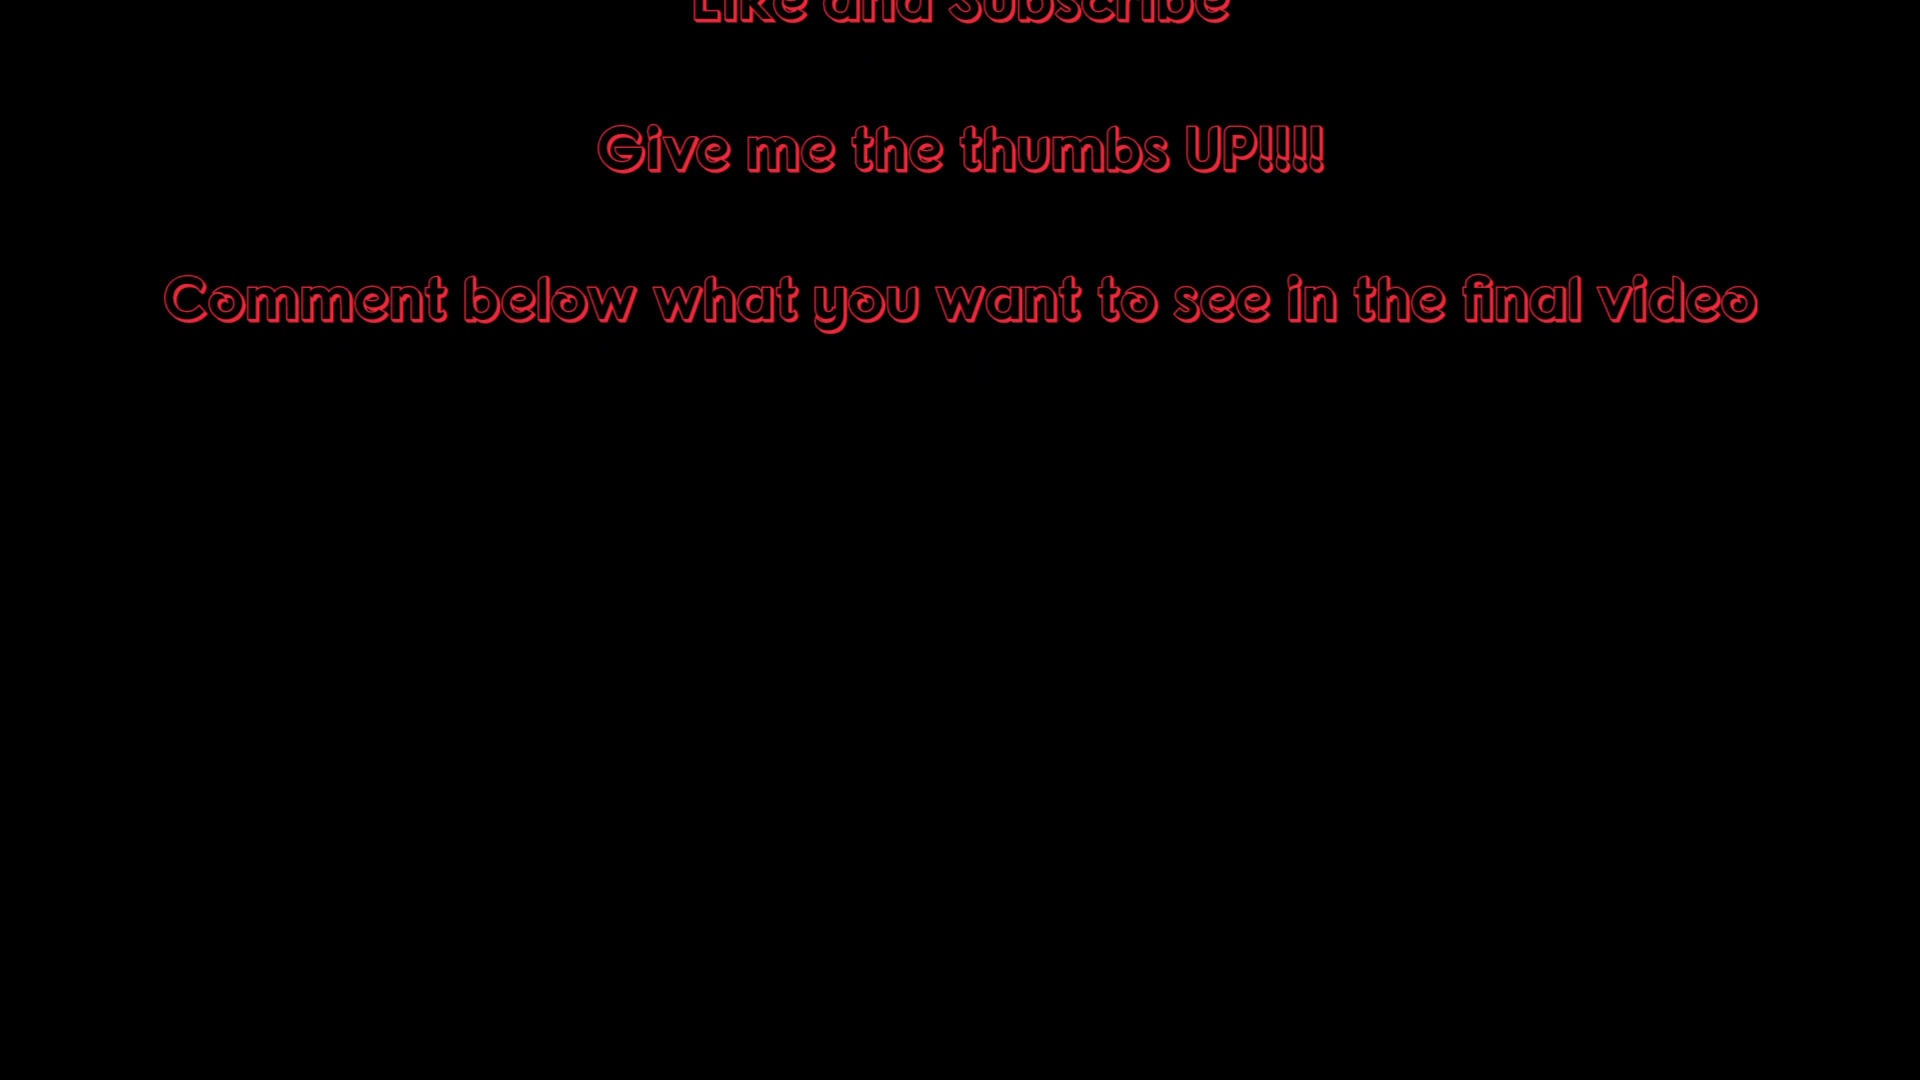 Like and Subscribe
Give me the thumbs UP!!!!
Comment below what you want to see in the final video